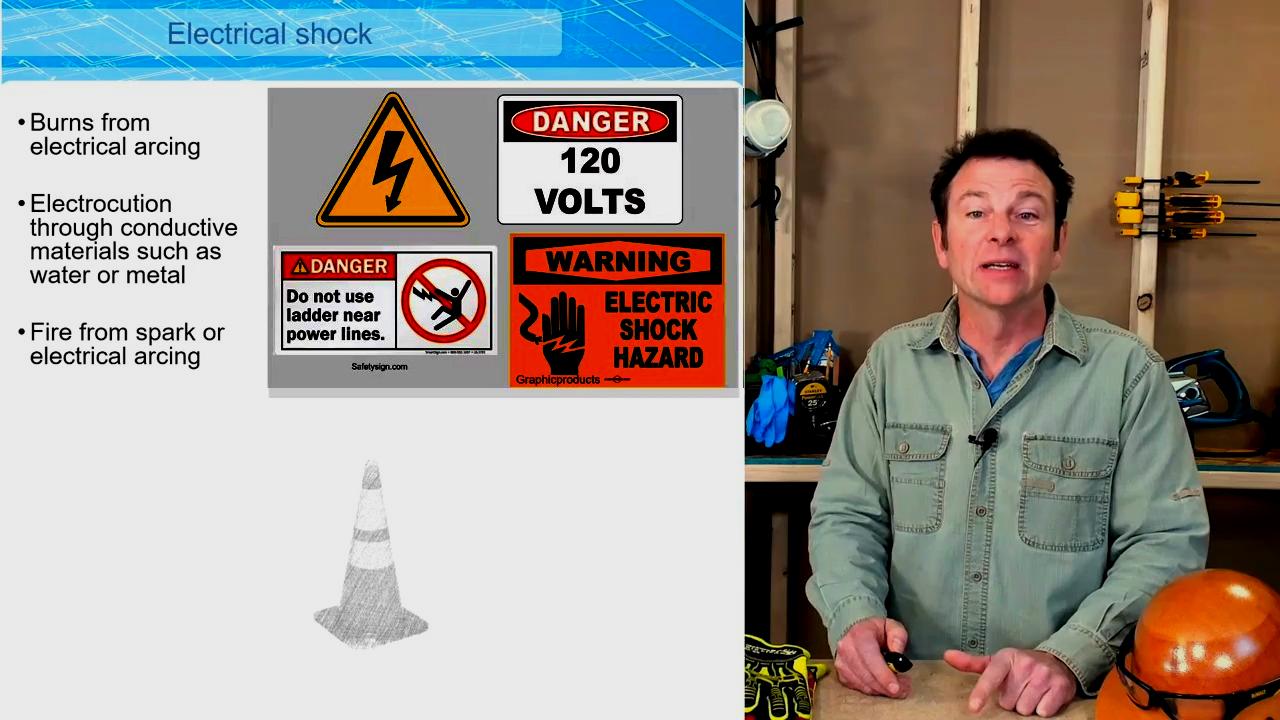 Electrical shock
• Burns from
electrical arcing
• Electrocution
through conductive
materials such as
water or metal
• Fire from spark or
electrical arcing
DANGER
120
VOLTS
DANGER
Do not use
ladder near
power lines.
Safetysign.com
WARNING
ELECTRIC
SHOCK
HAZARD
Graphicproducts
STANLEY
25'